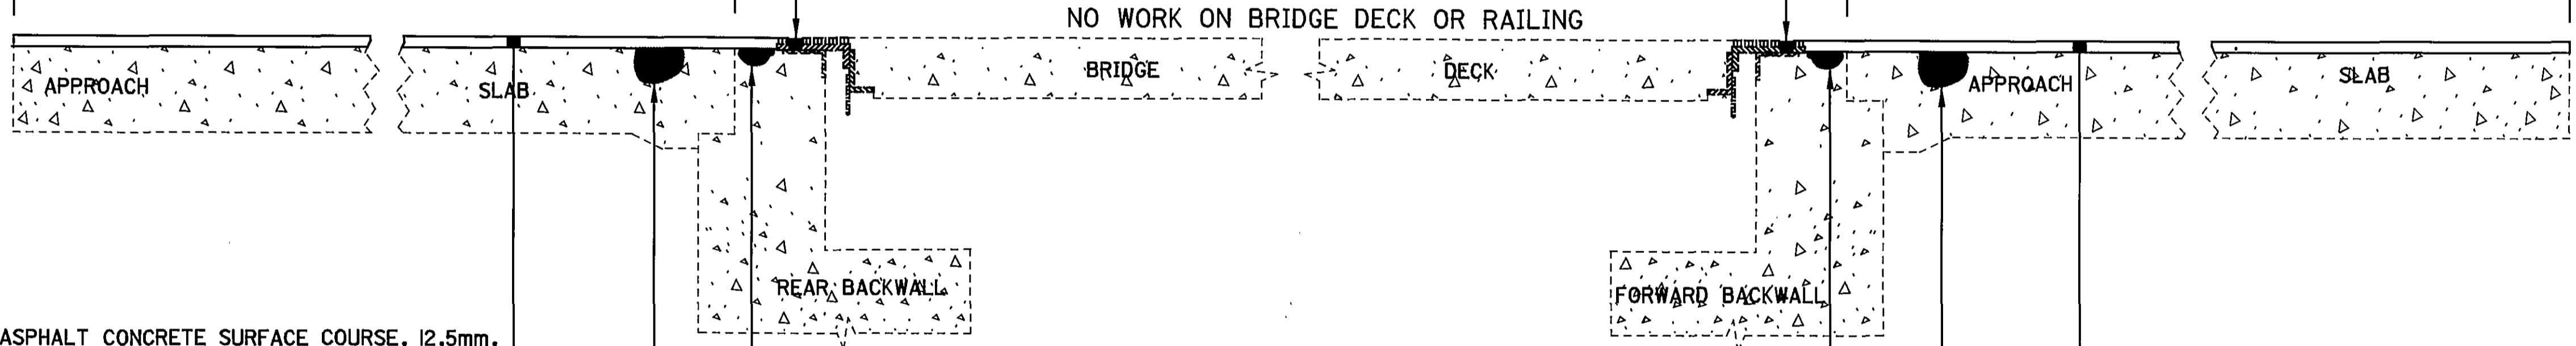 NO WORK ON BRIDGE DECK OR RAILING
APPROACH SLAB BRIDGE DECK APPROACH SLAB
REAR BACKWALL FORWARD BACKWALL
ASPHALT CONCRETE SURFACE COURSE, 12.5mm,